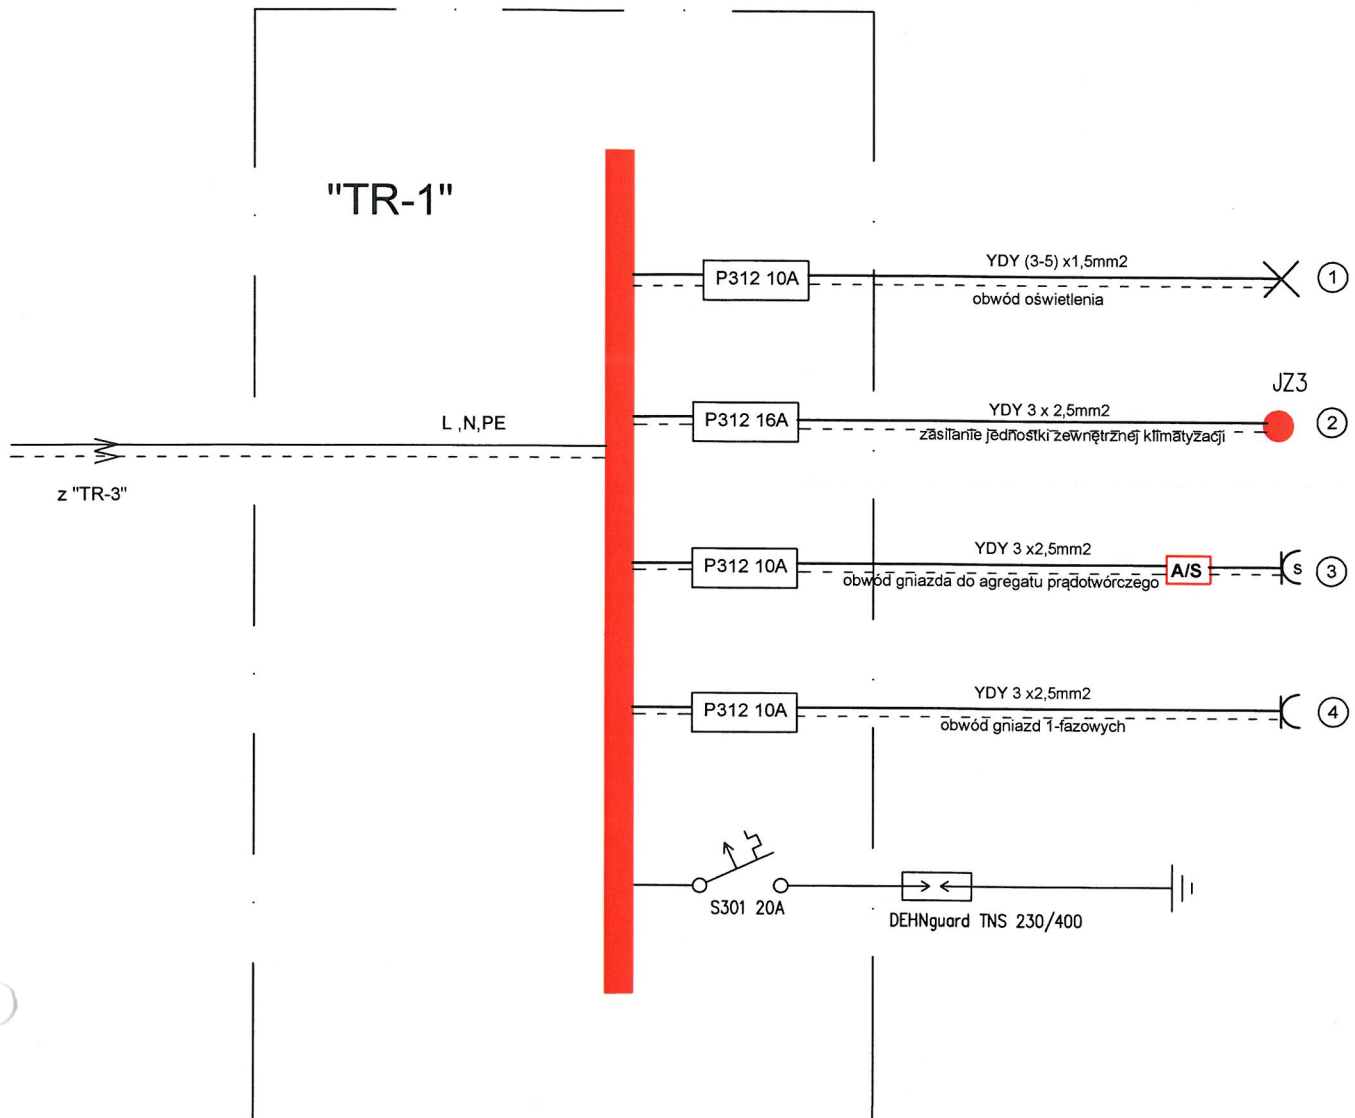 "TR-1"
P312 10A
YDY (3-5) x1,5mm2
obwód oświetlenia
1
JZ3
P312 16A
YDY 3 x 2,5mm2
zasilanie jednostki zewnętrznej klimatyzacji
2
L ,N,PE
z "TR-3"
P312 10A
YDY 3 x2,5mm2
obwód gniazda do agregatu prądotwórczego
A/S
s
3
P312 10A
YDY 3 x2,5mm2
obwód gniazd 1-fazowych
4
S301 20A
DEHNguard TNS 230/400